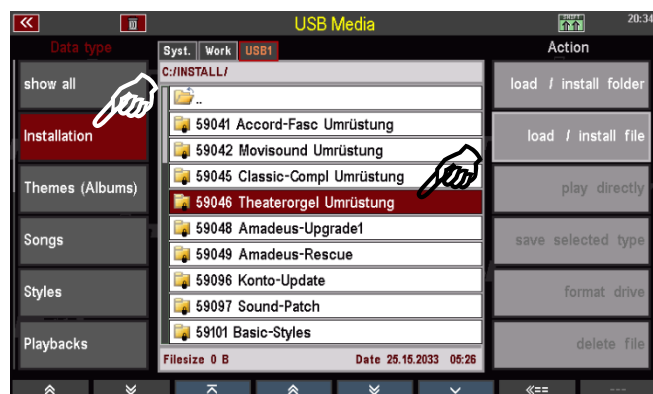 USB Media
SHIFT
20:34
Data type
Syst. Work USB1
Action
C:/INSTALL/
show all
Installation
Themes (Albums)
Songs
Styles
Playbacks
..
59041 Accord-Fasc Umrüstung
59042 Movisound Umrüstung
59045 Classic-Compl Umrüstung
59046 Theaterorgel Umrüstung
59048 Amadeus-Upgrade1
59049 Amadeus-Rescue
59096 Konto-Update
59097 Sound-Patch
59101 Basic-Styles
Filesize 0 B Date 25.15.2033 05:26
load / install folder
load / install file
play directly
save selected type
format drive
delete file
«== ---